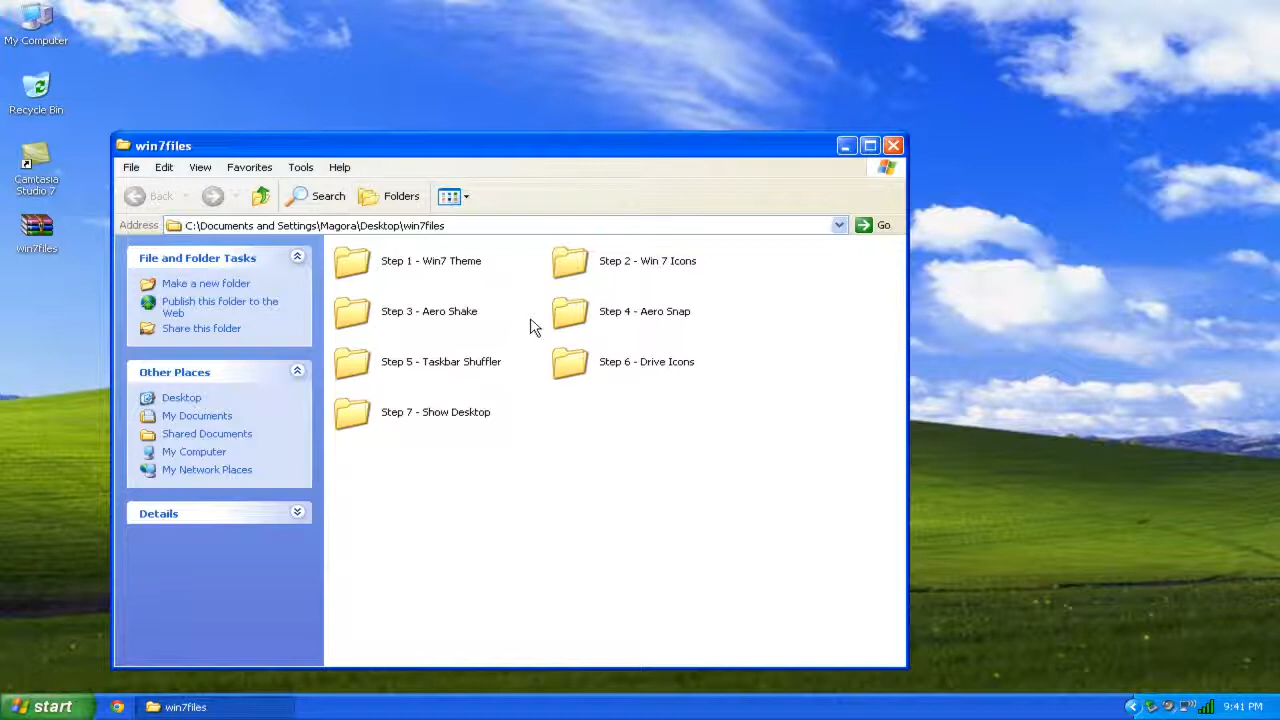 My Computer
Recycle Bin
Camtasia
Studio 7
win7files
win7files
File Edit View Favorites Tools Help
Back Search Folders
Address C:\Documents and Settings\Magora\Desktop\win7files Go
File and Folder Tasks
Make a new folder
Publish this folder to the
Web
Share this folder
Other Places
Desktop
My Documents
Shared Documents
My Computer
My Network Places
Details
Step 1 - Win7 Theme Step 2 - Win 7 Icons
Step 3 - Aero Shake Step 4 - Aero Snap
Step 5 - Taskbar Shuffler Step 6 - Drive Icons
Step 7 - Show Desktop
start win7files 9:41 PM